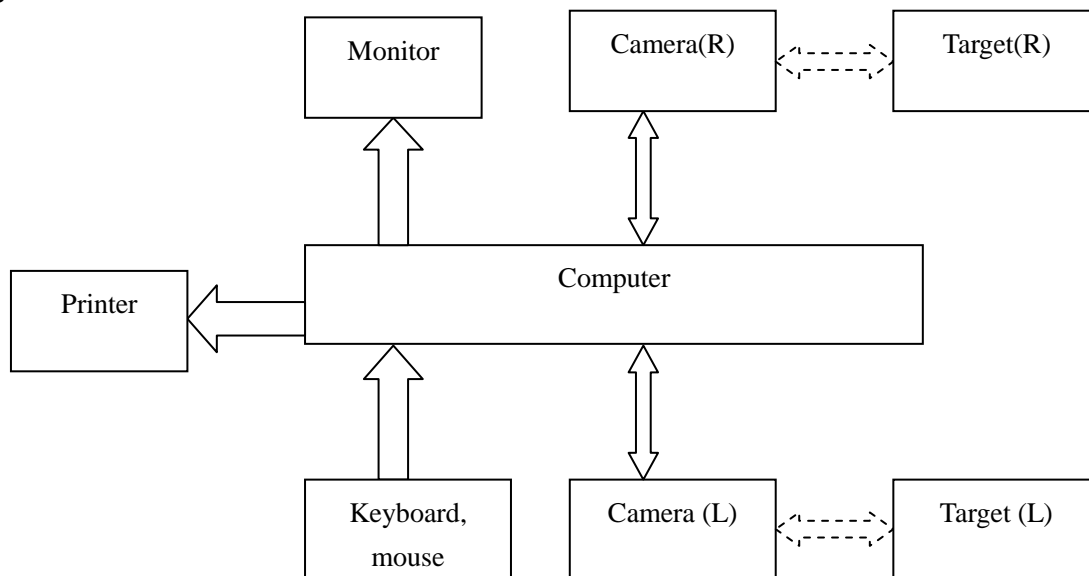 Monitor
Camera(R)
Target(R)
Computer
Printer
Keyboard,
mouse
Camera (L)
Target (L)